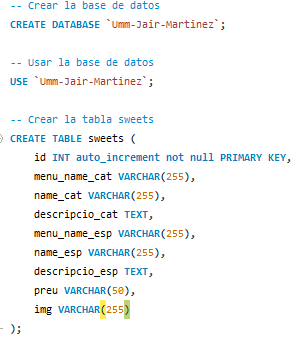 -- Crear la base de datos
CREATE DATABASE `Umm-Jair-Martinez`;
-- Usar la base de datos
USE `Umm-Jair-Martinez`;
-- Crear la tabla sweets
CREATE TABLE sweets (
id INT auto_increment not null PRIMARY KEY,
menu_name_cat VARCHAR(255),
name_cat VARCHAR(255),
descripcio_cat TEXT,
menu_name_esp VARCHAR(255),
name_esp VARCHAR(255),
descripcio_esp TEXT,
preu VARCHAR(50),
img VARCHAR(255)
);